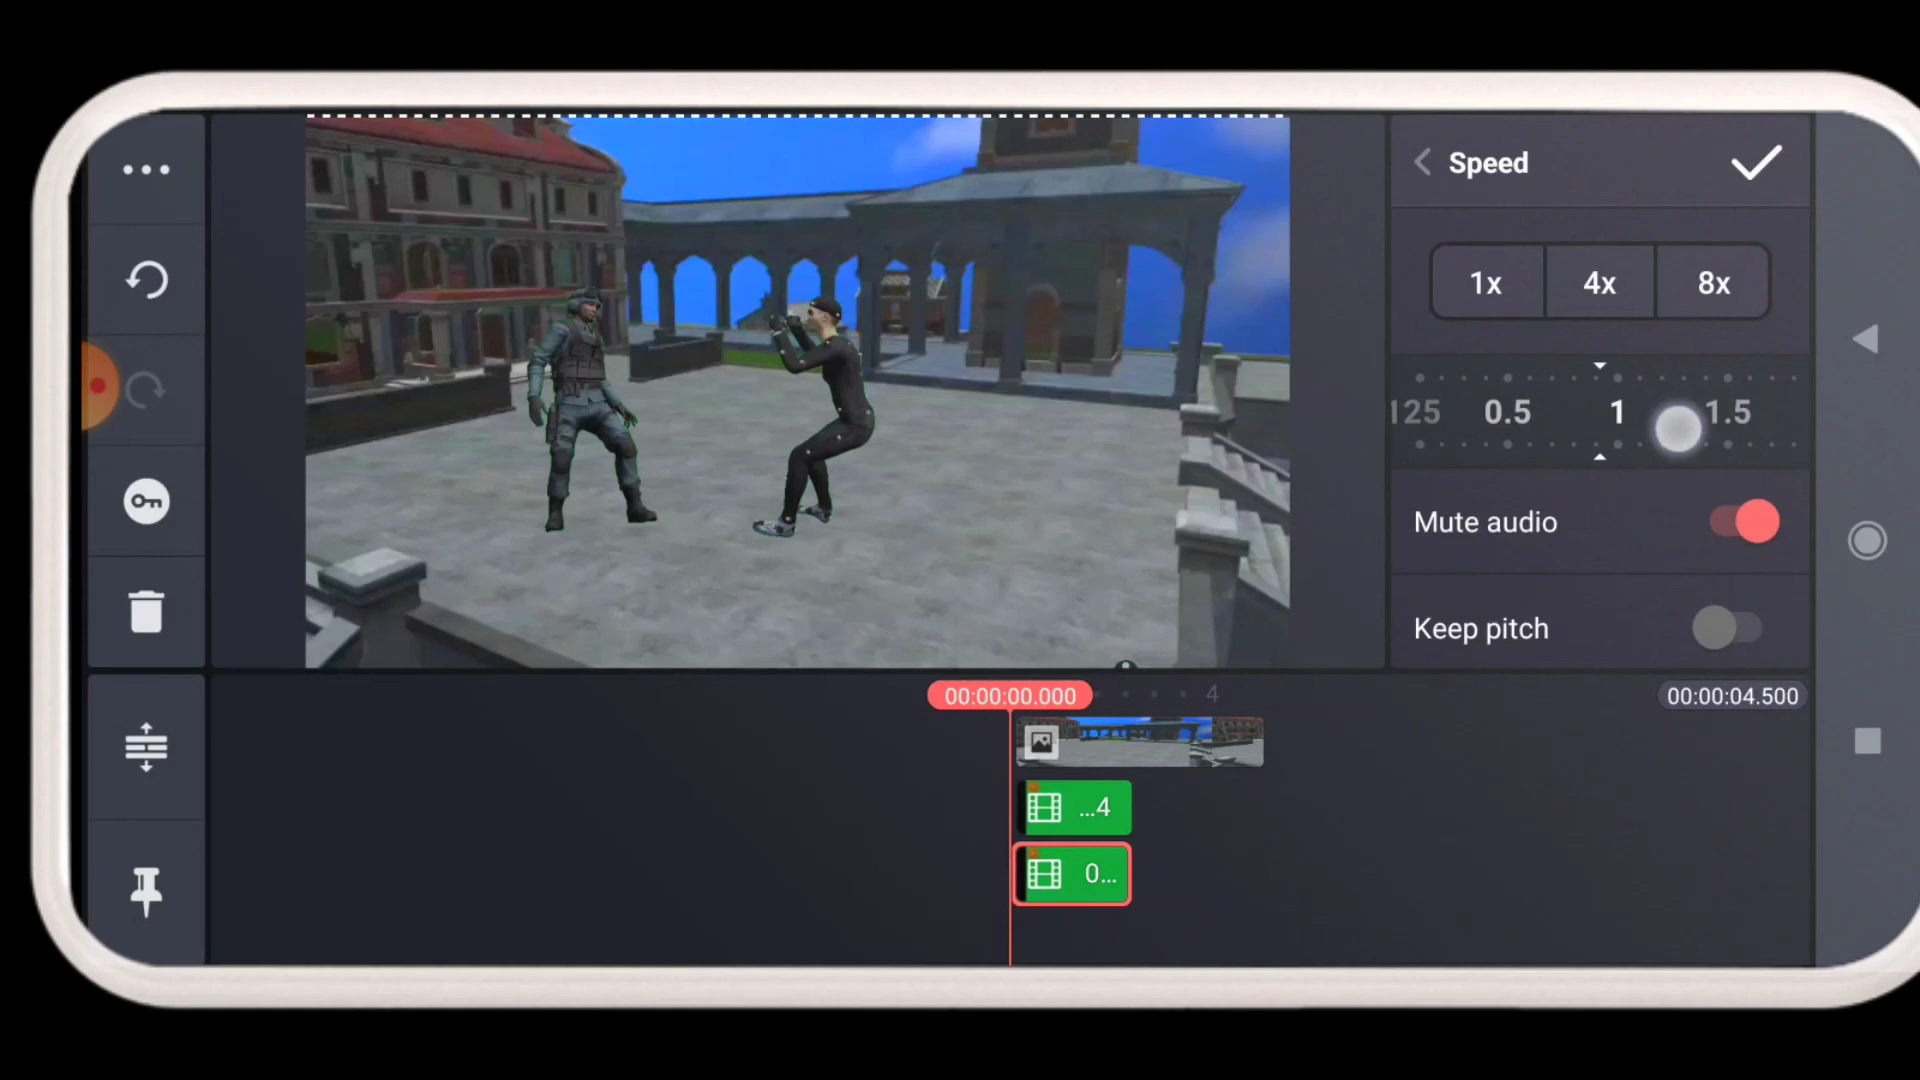 Speed
1x 4x 8x
125 0.5 1 1.5
Mute audio
Keep pitch
00:00:00.000 4 00:00:04.500
...4
0...